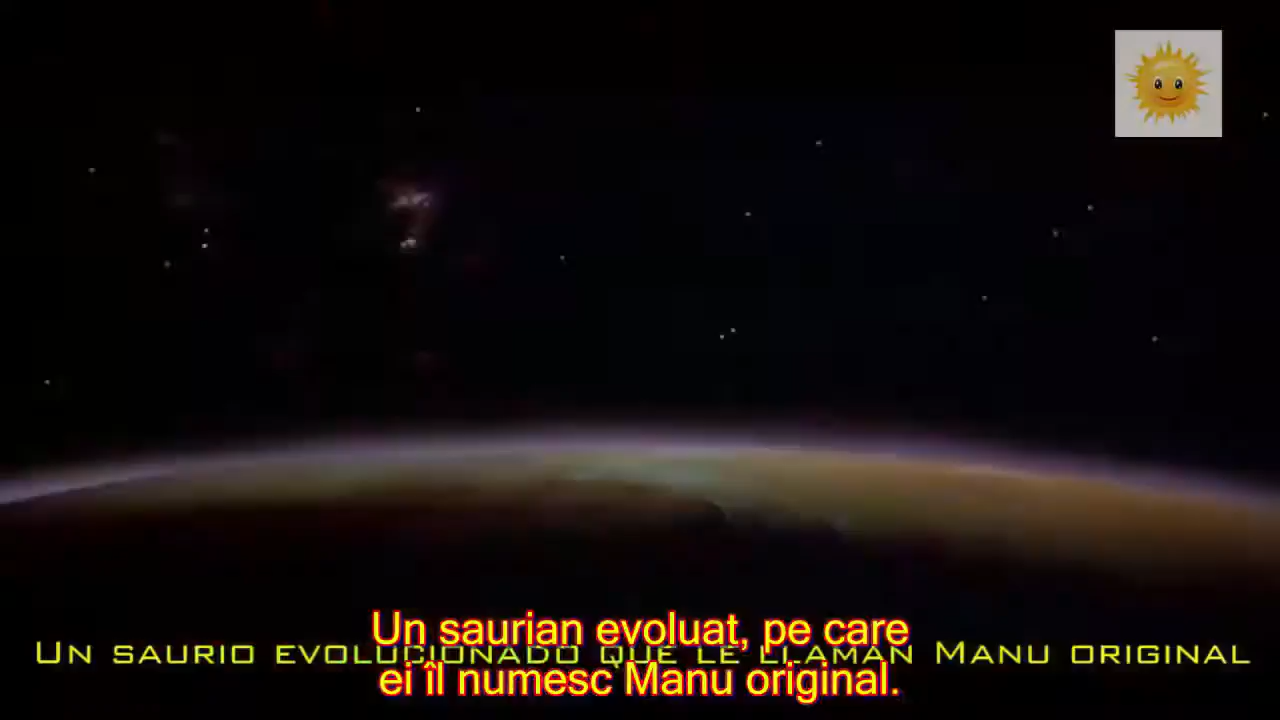 Un saurian evoluat, pe care
UN SAURIO EVOLUCIONADO QUE LE LLAMAN MANU ORIGINAL
ei îl numesc Manu original.